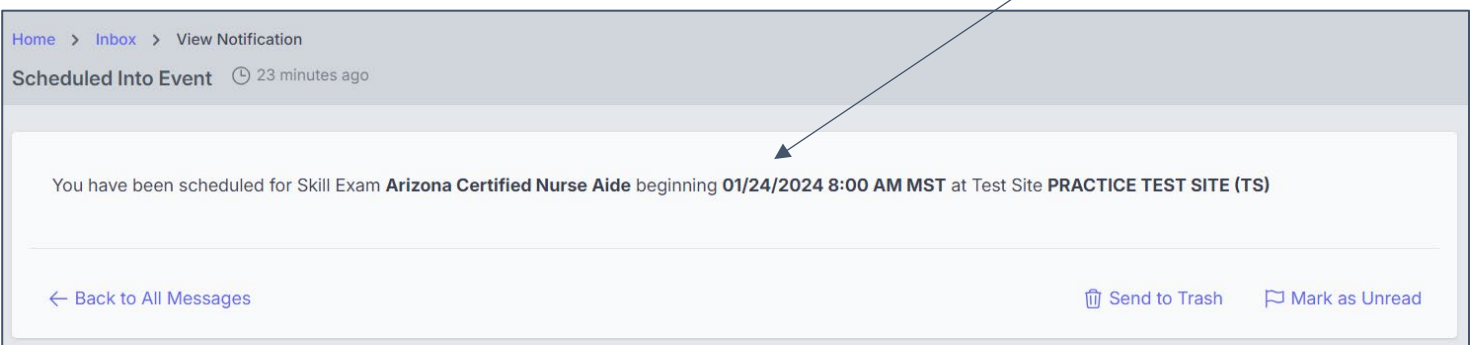 Home > Inbox > View Notification
Scheduled Into Event 23 minutes ago
You have been scheduled for Skill Exam Arizona Certified Nurse Aide beginning 01/24/2024 8:00 AM MST at Test Site PRACTICE TEST SITE (TS)
← Back to All Messages Send to Trash Mark as Unread